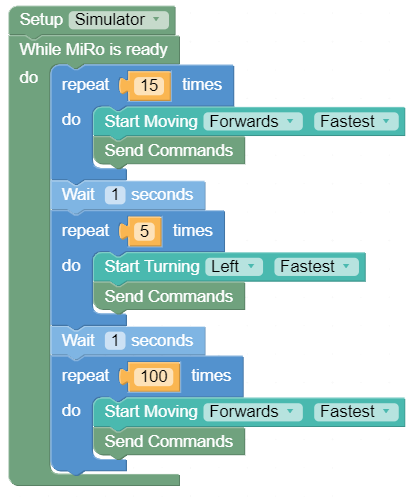 Setup Simulator
While MiRo is ready
do repeat 15 times
do Start Moving Forwards Fastest
Send Commands
Wait 1 seconds
repeat 5 times
do Start Turning Left Fastest
Send Commands
Wait 1 seconds
repeat 100 times
do Start Moving Forwards Fastest
Send Commands